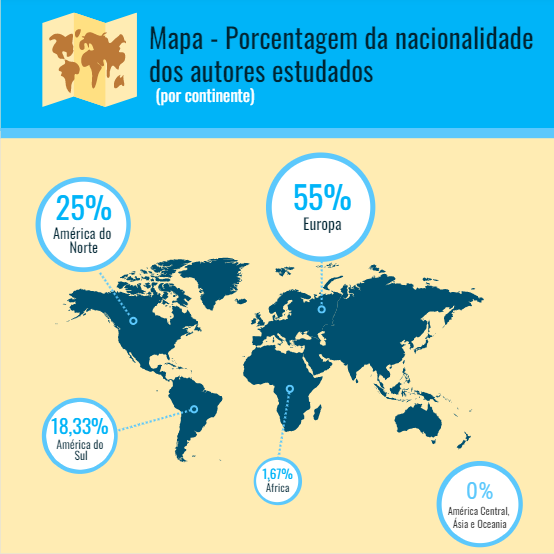 Mapa - Porcentagem da nacionalidade
dos autores estudados
(por continente)
55%
Europa
25%
América do
Norte
18,33%
América do
Sul
1,67%
África
0%
América Central,
Ásia e Oceania